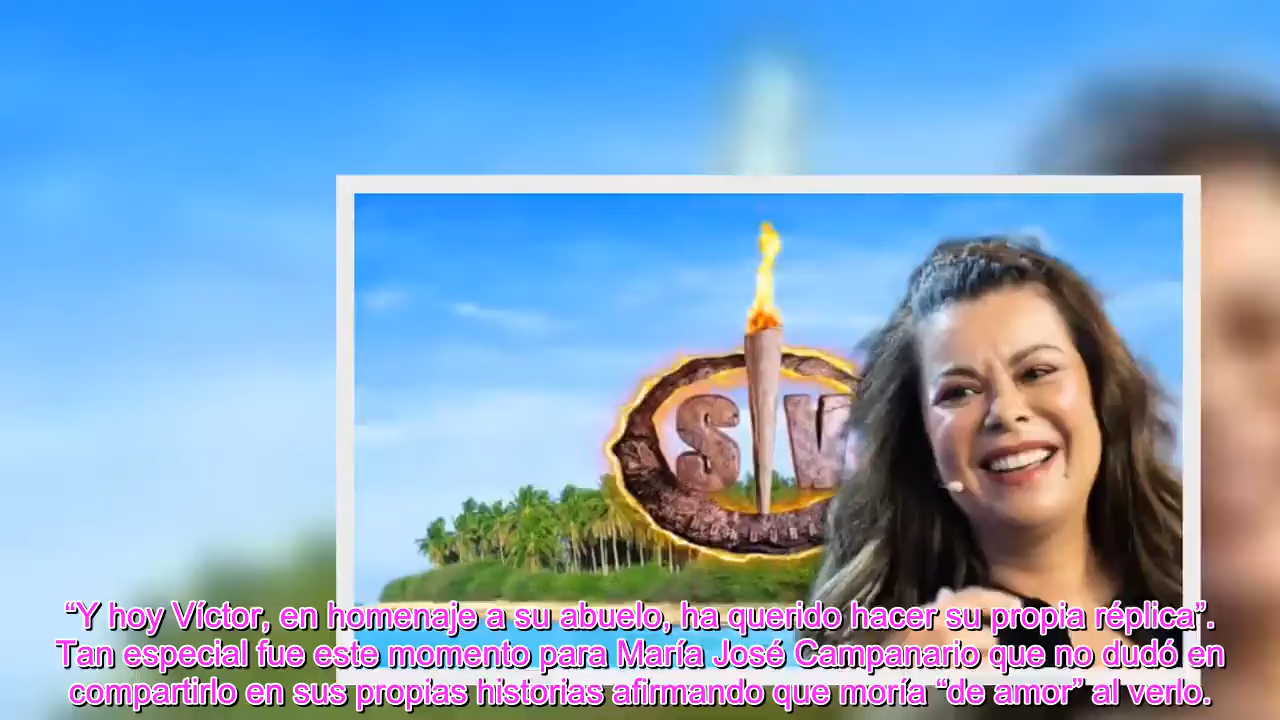 SV
“Y hoy Víctor, en homenaje a su abuelo, ha querido hacer su propia réplica”.
Tan especial fue este momento para María José Campanario que no dudó en
compartirlo en sus propias historias afirmando que moría “de amor” al verlo.